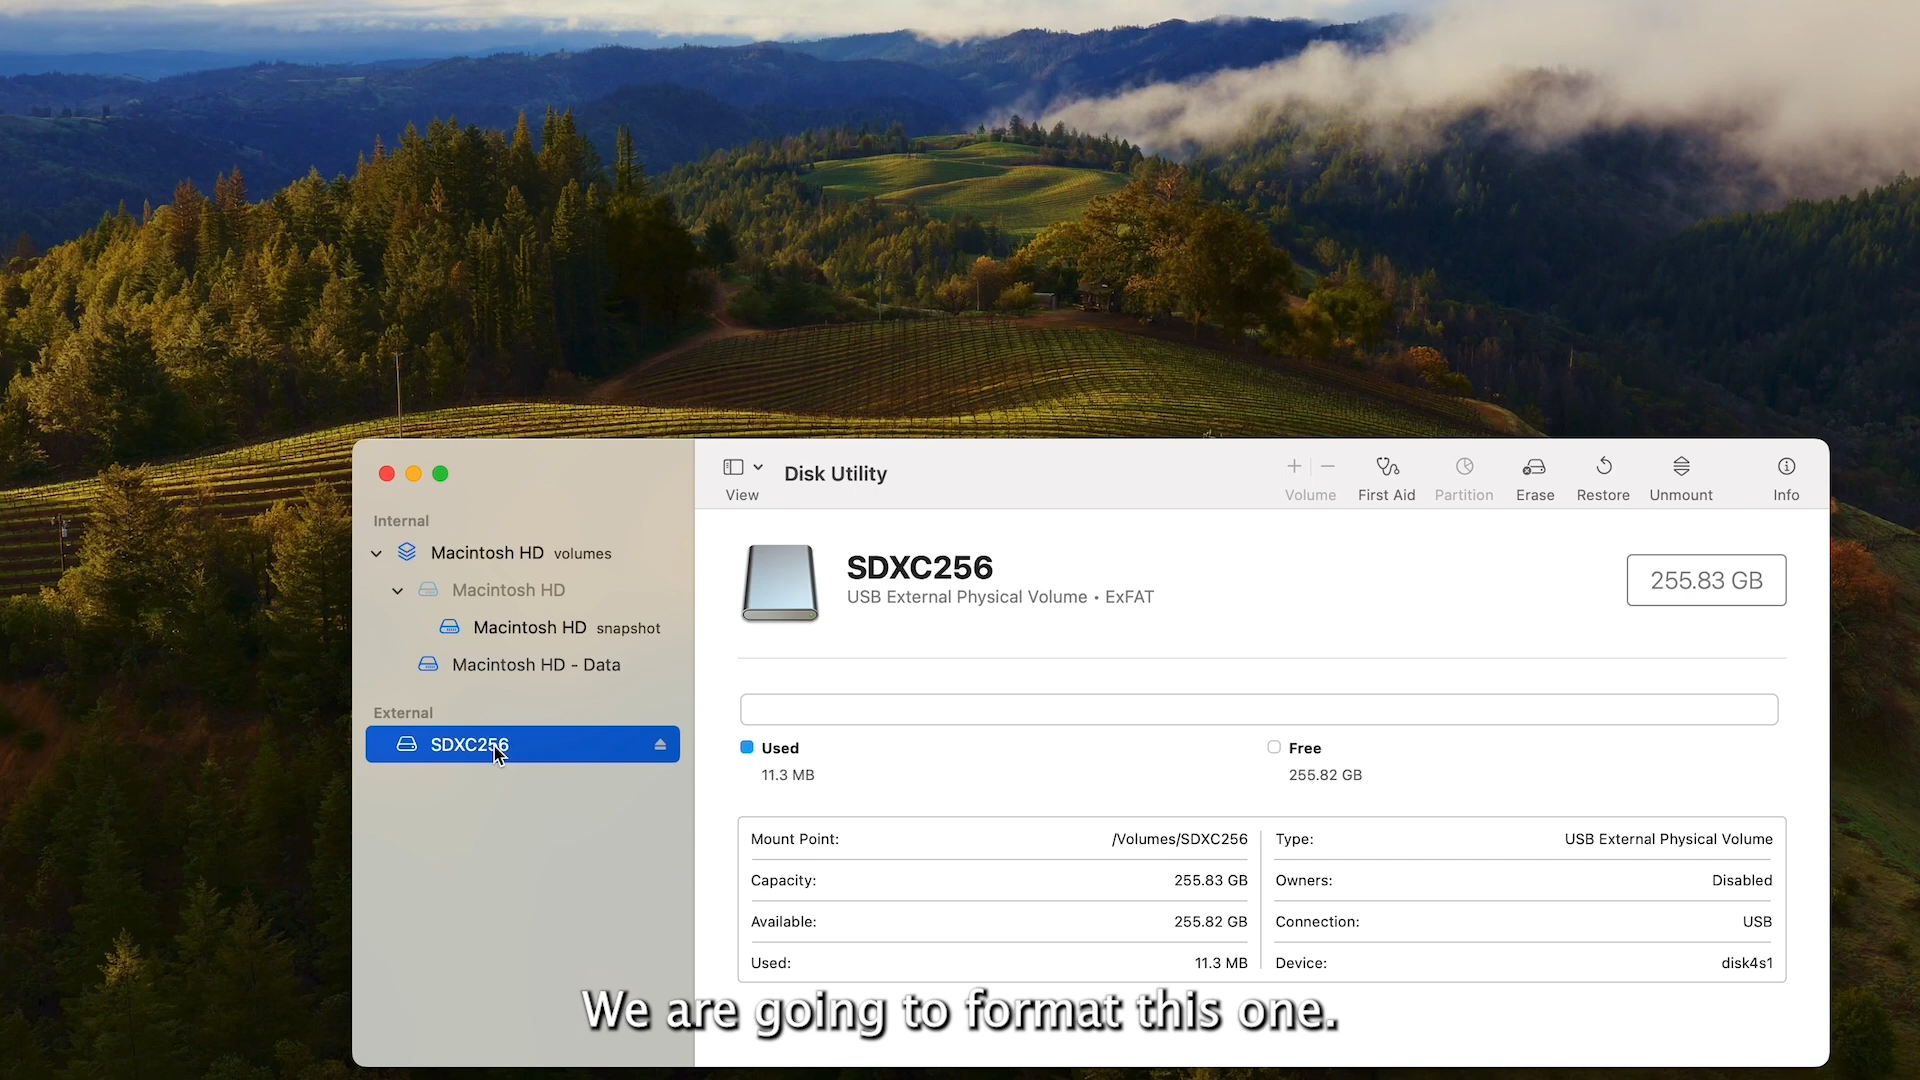 View
Disk Utility
Volume
First Aid
Partition
Erase
Restore
Unmount
Info
Internal
Macintosh HD volumes
Macintosh HD
Macintosh HD snapshot
Macintosh HD - Data
External
SDXC256
SDXC256
USB External Physical Volume • ExFAT
255.83 GB
Used
11.3 MB
Free
255.82 GB
Mount Point: /Volumes/SDXC256
Capacity: 255.83 GB
Available: 255.82 GB
Used: 11.3 MB
Type: USB External Physical Volume
Owners: Disabled
Connection: USB
Device: disk4s1
We are going to format this one.